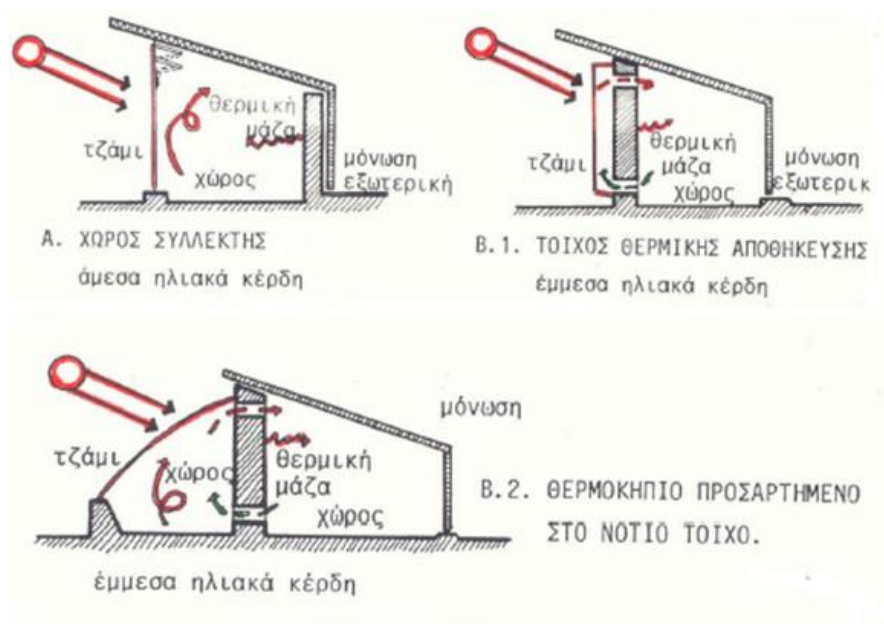 τζάμι
θερμική
μάζα
χώρος
μόνωση
εξωτερική
Α. ΧΩΡΟΣ ΣΥΛΛΕΚΤΗΣ
άμεσα ηλιακά κέρδη
τζάμι
θερμική
μάζα
χώρος
μόνωση
εξωτερικ
Β.1. ΤΟΙΧΟΣ ΘΕΡΜΙΚΗΣ ΑΠΟΘΗΚΕΥΣΗΣ
έμμεσα ηλιακά κέρδη
τζάμι
χώρος
θερμική
μάζα
χώρος
μόνωση
Β.2. ΘΕΡΜΟΚΗΠΙΟ ΠΡΟΣΑΡΤΗΜΕΝΟ
ΣΤΟ ΝΟΤΙΟ ΤΟΙΧΟ.
έμμεσα ηλιακά κέρδη